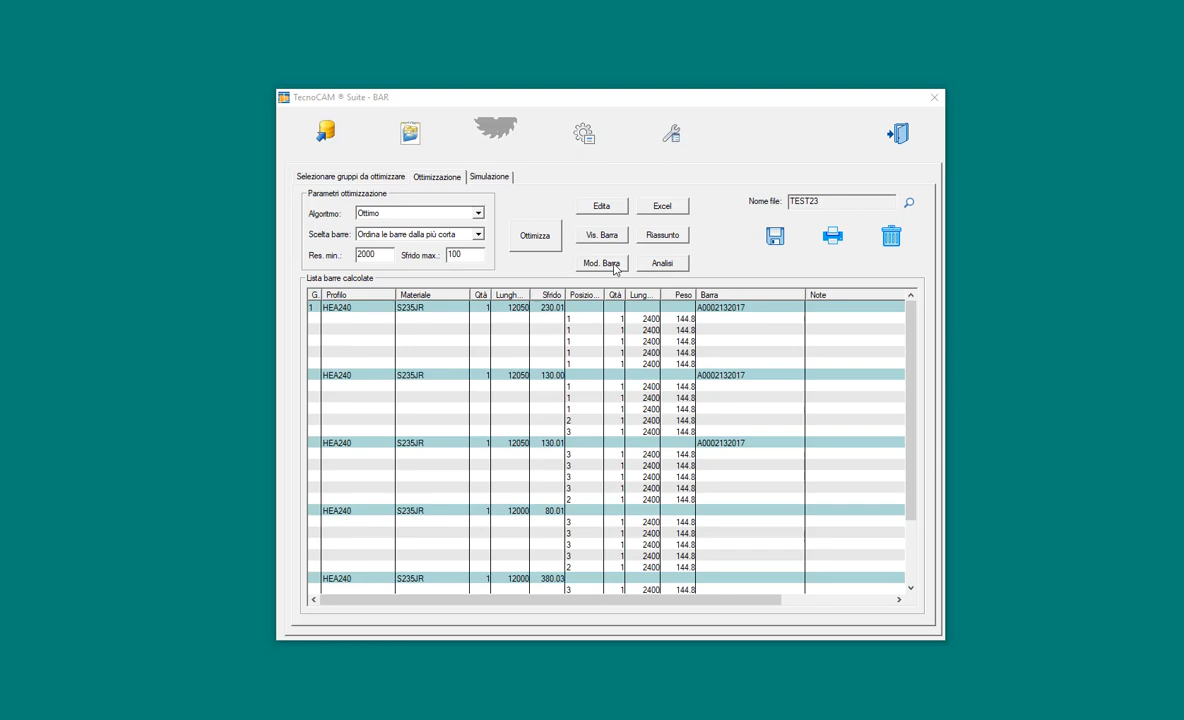 TecnoCAM ® Suite - BAR
Selezionare gruppi da ottimizzare Ottimizzazione Simulazione
Parametri ottimizzazione
Algoritmo: Ottimo
Scelta barre: Ordina le barre dalla più corta
Res. min.: 2000 Sfrido max.: 100
Ottimizza
Edita Excel
Vis. Barra Riassunto
Mod. Barra Analisi
Nome file: TEST23
Lista barre calcolate
G. Profilo Materiale Qtà Lungh... Sfrido Posizio... Qtà Lung... Peso Barra Note
1 HEA240 S235JR 1 12050 230.01 A0002132017
1 1 2400 144.8
1 1 2400 144.8
1 1 2400 144.8
1 1 2400 144.8
1 1 2400 144.8
HEA240 S235JR 1 12050 130.00 A0002132017
1 1 2400 144.8
1 1 2400 144.8
1 1 2400 144.8
2 1 2400 144.8
3 1 2400 144.8
HEA240 S235JR 1 12050 130.01 A0002132017
3 1 2400 144.8
3 1 2400 144.8
3 1 2400 144.8
3 1 2400 144.8
2 1 2400 144.8
HEA240 S235JR 1 12000 80.01
3 1 2400 144.8
3 1 2400 144.8
3 1 2400 144.8
3 1 2400 144.8
2 1 2400 144.8
HEA240 S235JR 1 12000 380.03
3 1 2400 144.8